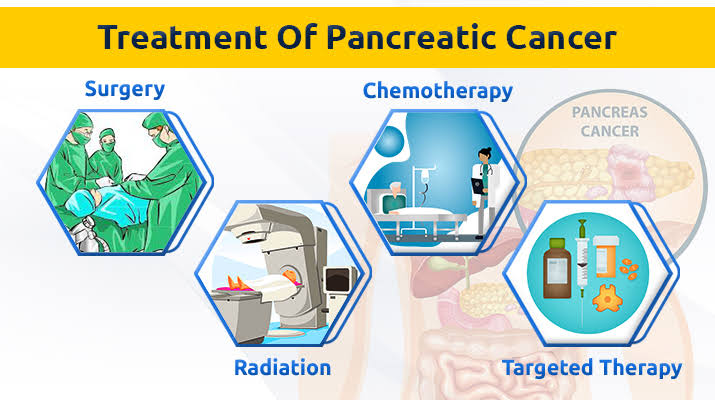 Treatment Of Pancreatic Cancer
Surgery
Chemotherapy
PANCREAS
CANCER
Radiation
Targeted Therapy